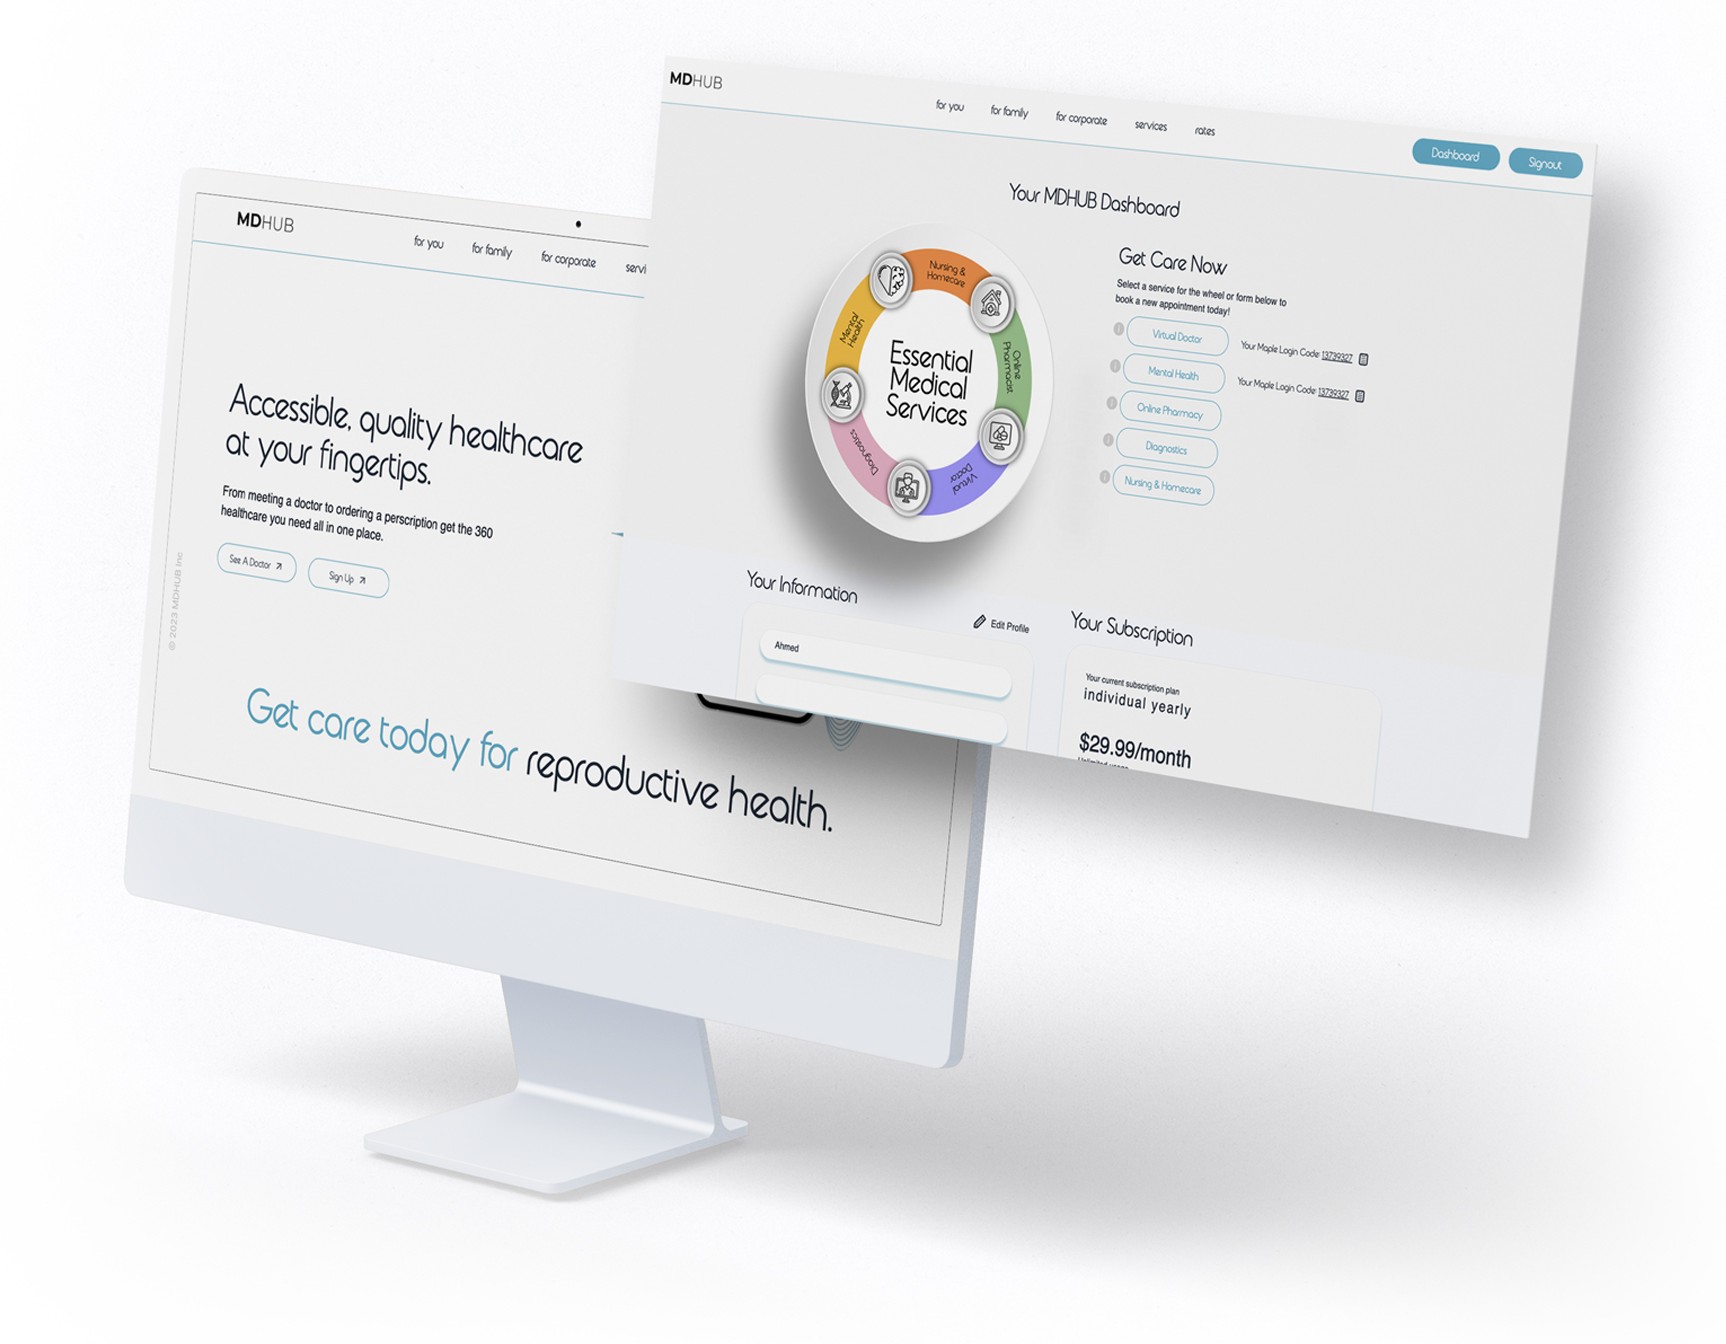 MDHUB
for you for family for corporate servi
Accessible, quality healthcare
at your fingertips.
From meeting a doctor to ordering a perscription get the 360
healthcare you need all in one place.
See A Doctor
Sign Up
© 2023 MDHUB Inc
Get care today for reproductive health.
MDHUB
for you for family for corporate services rates
Dashboard Signout
Your MDHUB Dashboard
Nursing &
Homecare
Online
Pharmacist
Virtual
Doctor
Diagnostics
Mental
Health
Essential
Medical
Services
Get Care Now
Select a service for the wheel or form below to
book a new appointment today!
Virtual Doctor Your Maple Login Code: 13739327
Mental Health Your Maple Login Code: 13739327
Online Pharmacy
Diagnostics
Nursing & Homecare
Your Information
Edit Profile
Ahmed
Your Subscription
Your current subscription plan
individual yearly
$29.99/month